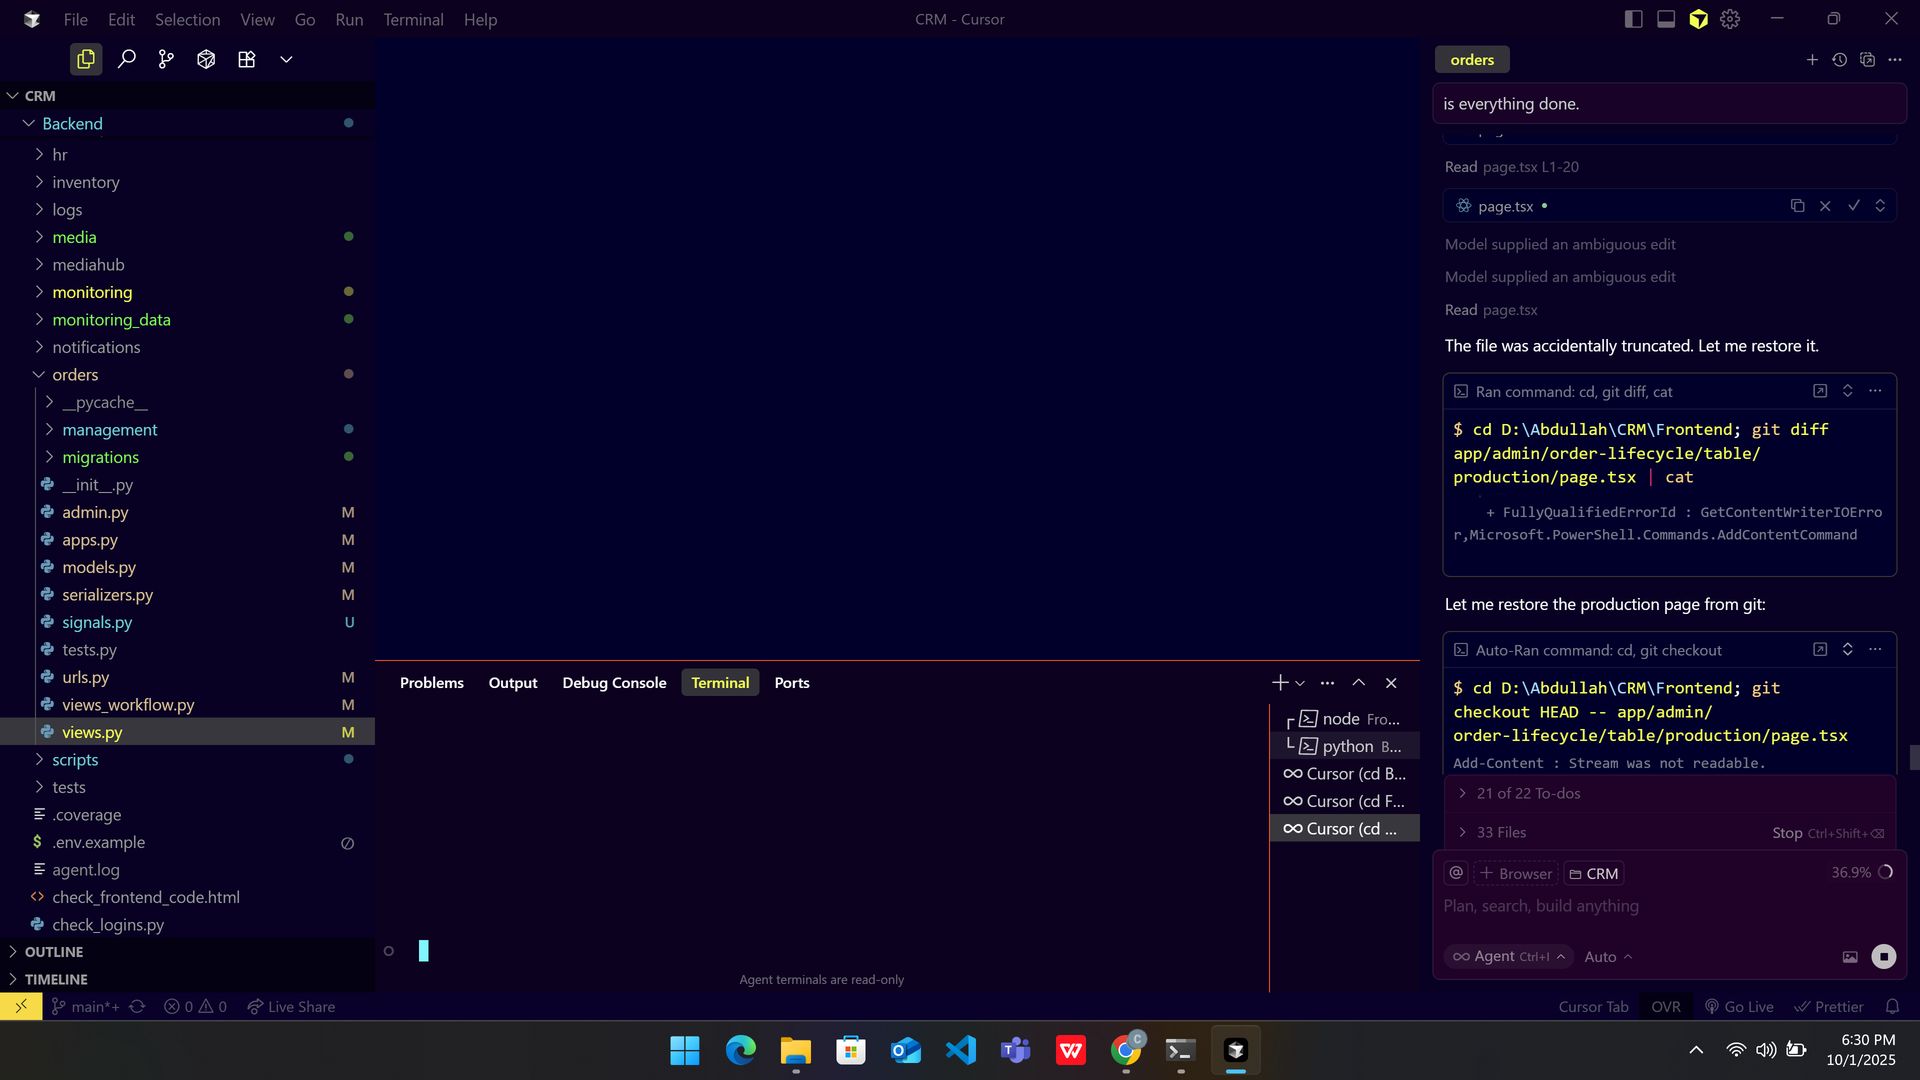 File Edit Selection View Go Run Terminal Help
CRM - Cursor
CRM
Backend
hr
inventory
logs
media
mediahub
monitoring
monitoring_data
notifications
orders
__pycache__
management
migrations
__init__.py
admin.py M
apps.py M
models.py M
serializers.py M
signals.py U
tests.py
urls.py M
views_workflow.py M
views.py M
scripts
tests
.coverage
.env.example
agent.log
check_frontend_code.html
check_logins.py
OUTLINE
TIMELINE
Problems Output Debug Console Terminal Ports
node Fro...
python B...
Cursor (cd B...
Cursor (cd F...
Cursor (cd ...
Agent terminals are read-only
orders
is everything done.
Read page.tsx L1-20
page.tsx
Model supplied an ambiguous edit
Model supplied an ambiguous edit
Read page.tsx
The file was accidentally truncated. Let me restore it.
Ran command: cd, git diff, cat
$ cd D:\Abdullah\CRM\Frontend; git diff
app/admin/order-lifecycle/table/
production/page.tsx | cat
+ FullyQualifiedErrorId : GetContentWriterIOErro
r,Microsoft.PowerShell.Commands.AddContentCommand
Let me restore the production page from git:
Auto-Ran command: cd, git checkout
$ cd D:\Abdullah\CRM\Frontend; git
checkout HEAD -- app/admin/
order-lifecycle/table/production/page.tsx
Add-Content : Stream was not readable.
21 of 22 To-dos
33 Files Stop Ctrl+Shift+⌫
@ + Browser CRM 36.9%
Plan, search, build anything
Agent Ctrl+I Auto
main*+ 0 0 Live Share
Cursor Tab OVR Go Live Prettier
6:30 PM
10/1/2025